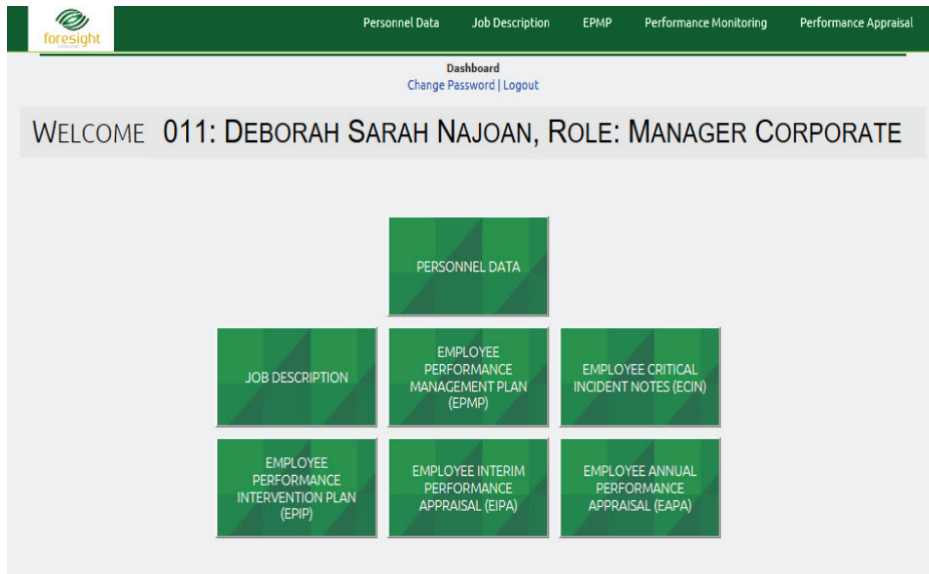 foresight
Personnel Data Job Description EPMP Performance Monitoring Performance Appraisal
Dashboard
Change Password | Logout
WELCOME 011: DEBORAH SARAH NAJOAN, ROLE: MANAGER CORPORATE
PERSONNEL DATA
JOB DESCRIPTION
EMPLOYEE
PERFORMANCE
MANAGEMENT PLAN
(EPMP)
EMPLOYEE CRITICAL
INCIDENT NOTES (ECIN)
EMPLOYEE
PERFORMANCE
INTERVENTION PLAN
(EPIP)
EMPLOYEE INTERIM
PERFORMANCE
APPRAISAL (EIPA)
EMPLOYEE ANNUAL
PERFORMANCE
APPRAISAL (EAPA)